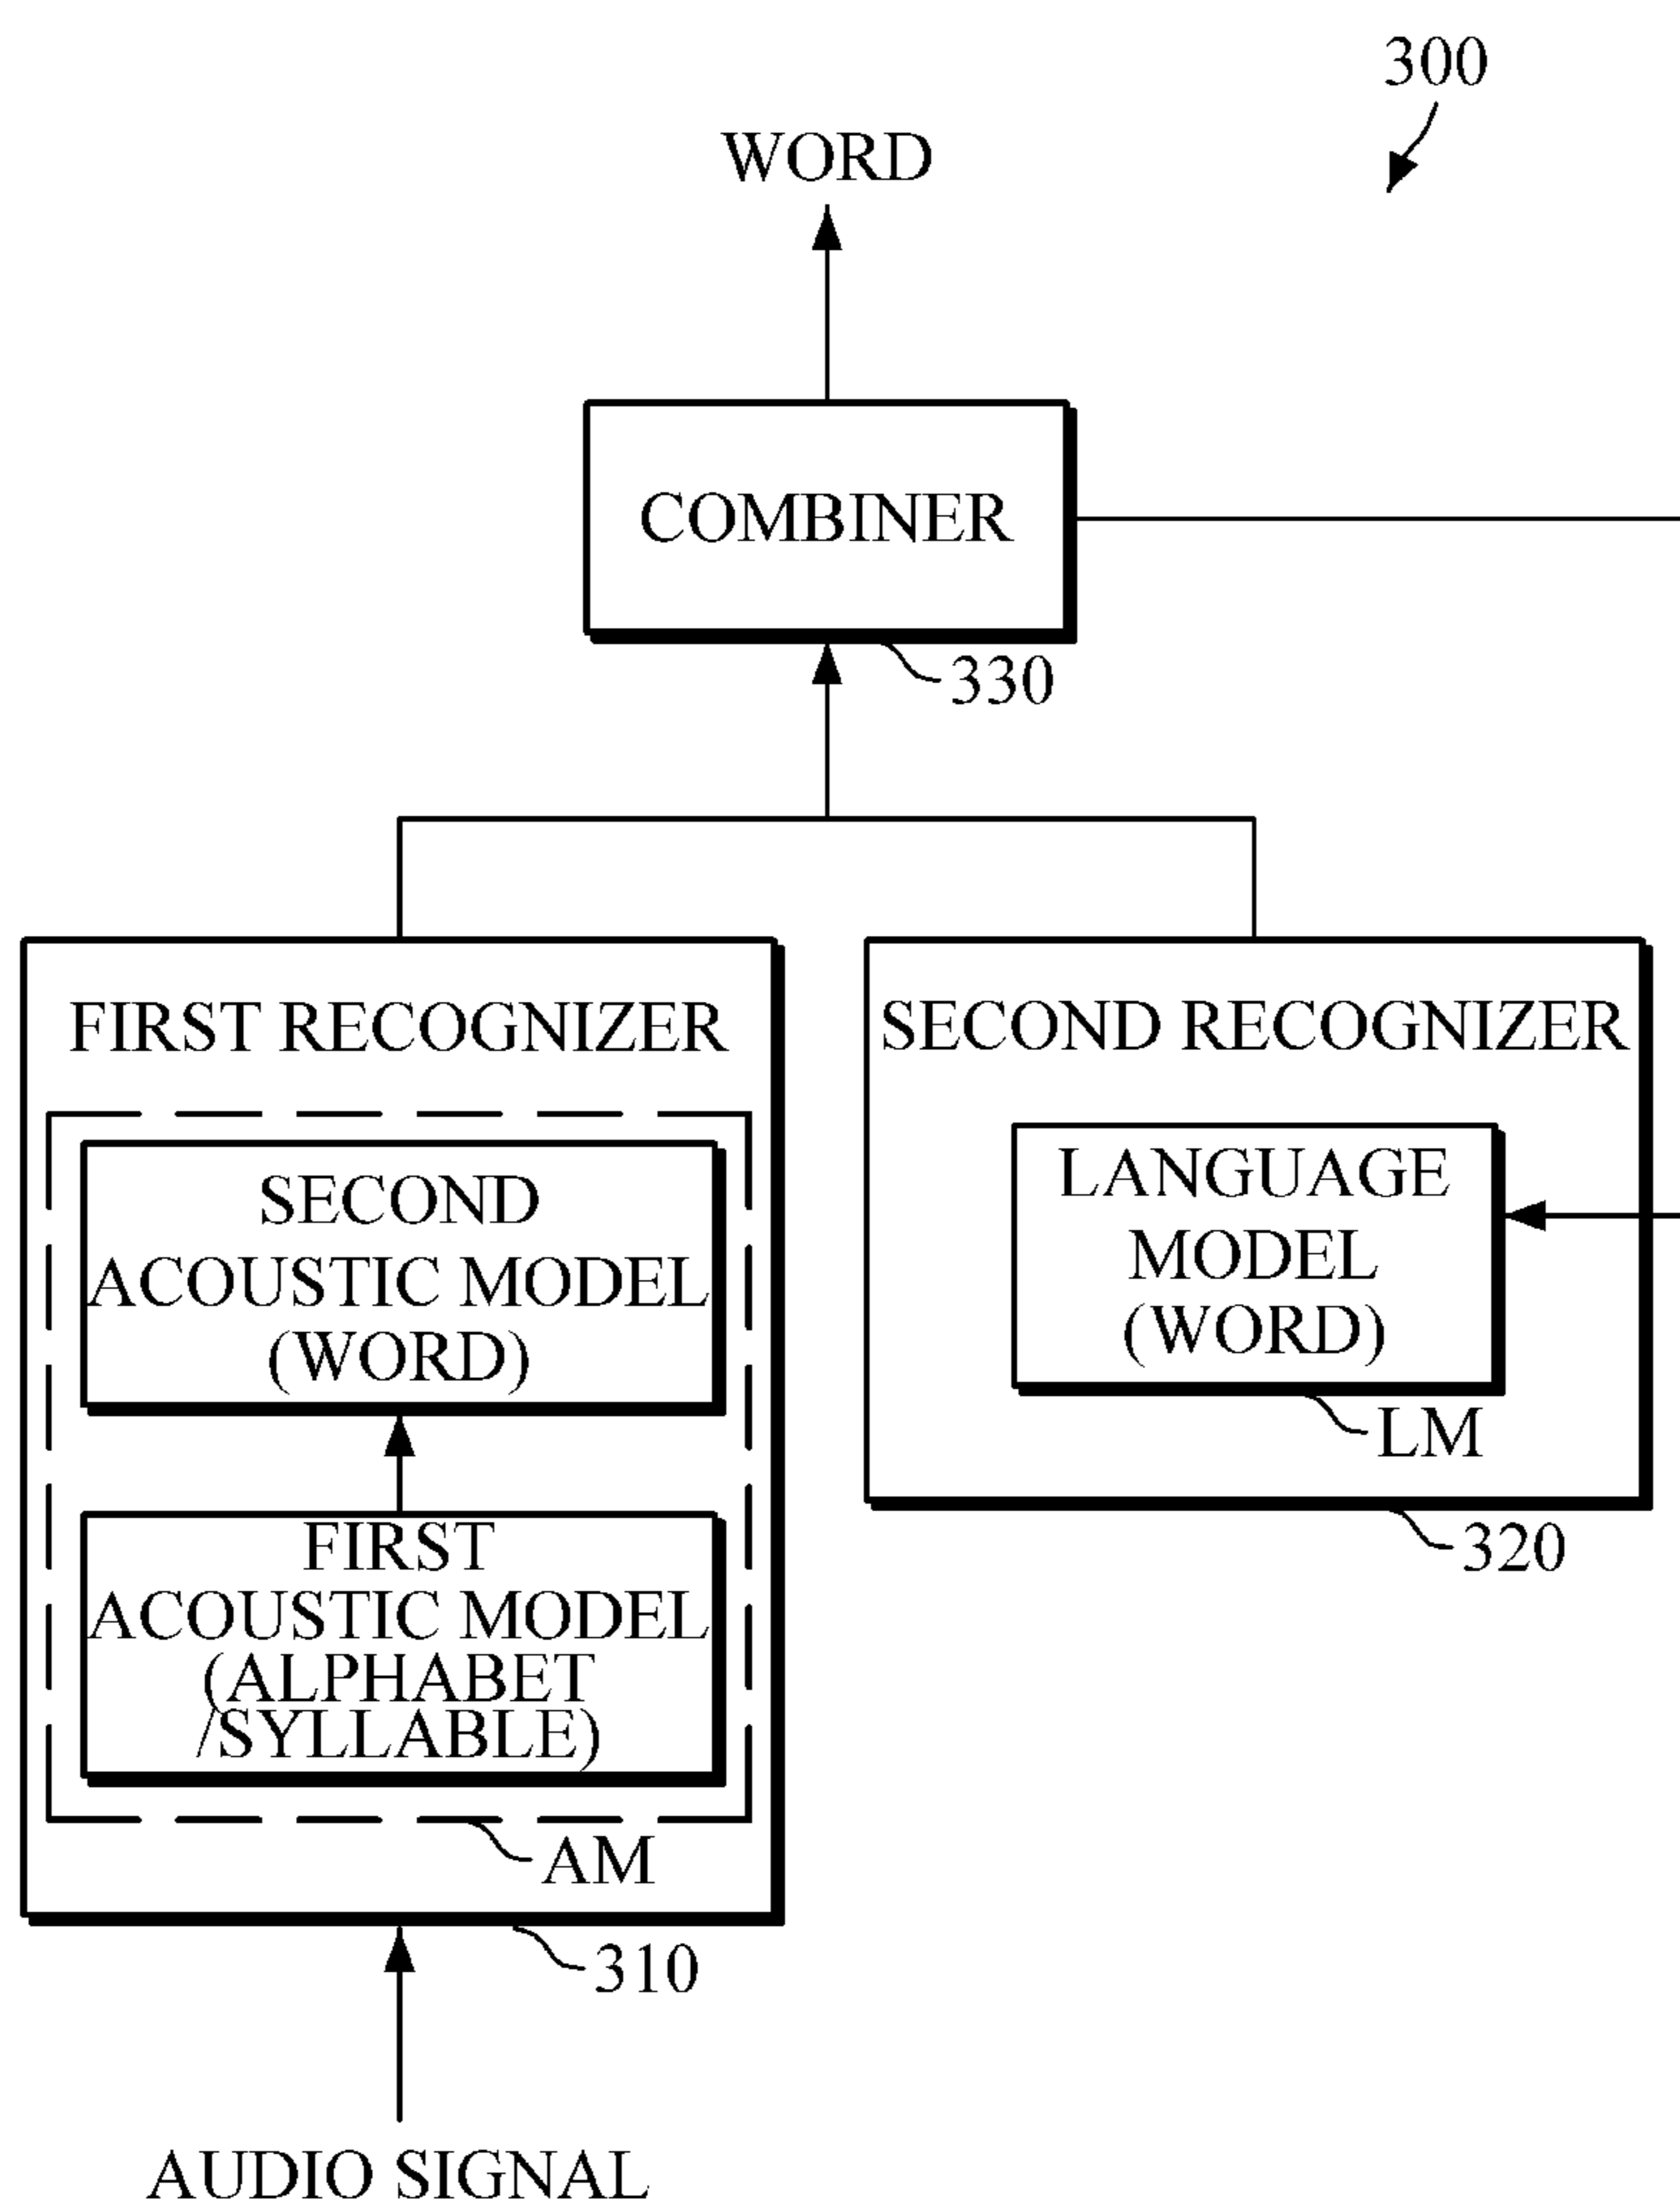 300
WORD
COMBINER
330
FIRST RECOGNIZER
SECOND
ACOUSTIC MODEL
(WORD)
FIRST
ACOUSTIC MODEL
(ALPHABET
/SYLLABLE)
AM
310
AUDIO SIGNAL
SECOND RECOGNIZER
LANGUAGE
MODEL
(WORD)
LM
320